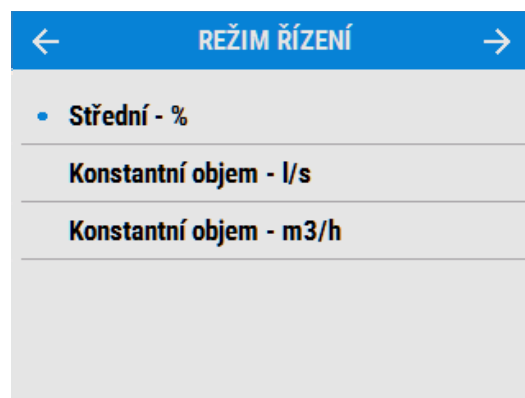 REŽIM ŘÍZENÍ
Střední - %
Konstantní objem - l/s
Konstantní objem - m3/h